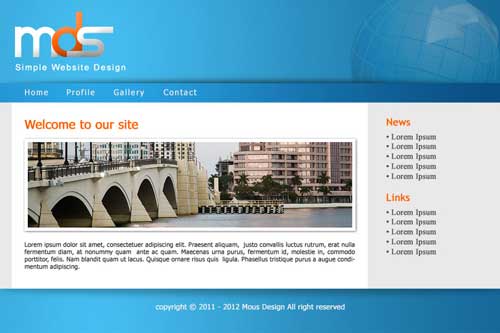 mds
Simple Website Design
Home Profile Gallery Contact
Welcome to our site
Lorem ipsum dolor sit amet, consectetuer adipiscing elit. Praesent aliquam, justo convallis luctus rutrum, erat nulla
fermentum diam, at nonummy quam ante ac quam. Maecenas urna purus, fermentum id, molestie in, commodo
porttitor, felis. Nam blandit quam ut lacus. Quisque ornare risus quis ligula. Phasellus tristique purus a augue condi-
mentum adipiscing.
News
• Lorem Ipsum
• Lorem Ipsum
• Lorem Ipsum
• Lorem Ipsum
• Lorem Ipsum
Links
• Lorem Ipsum
• Lorem Ipsum
• Lorem Ipsum
• Lorem Ipsum
• Lorem Ipsum
copyright © 2011 - 2012 Mous Design All right reserved